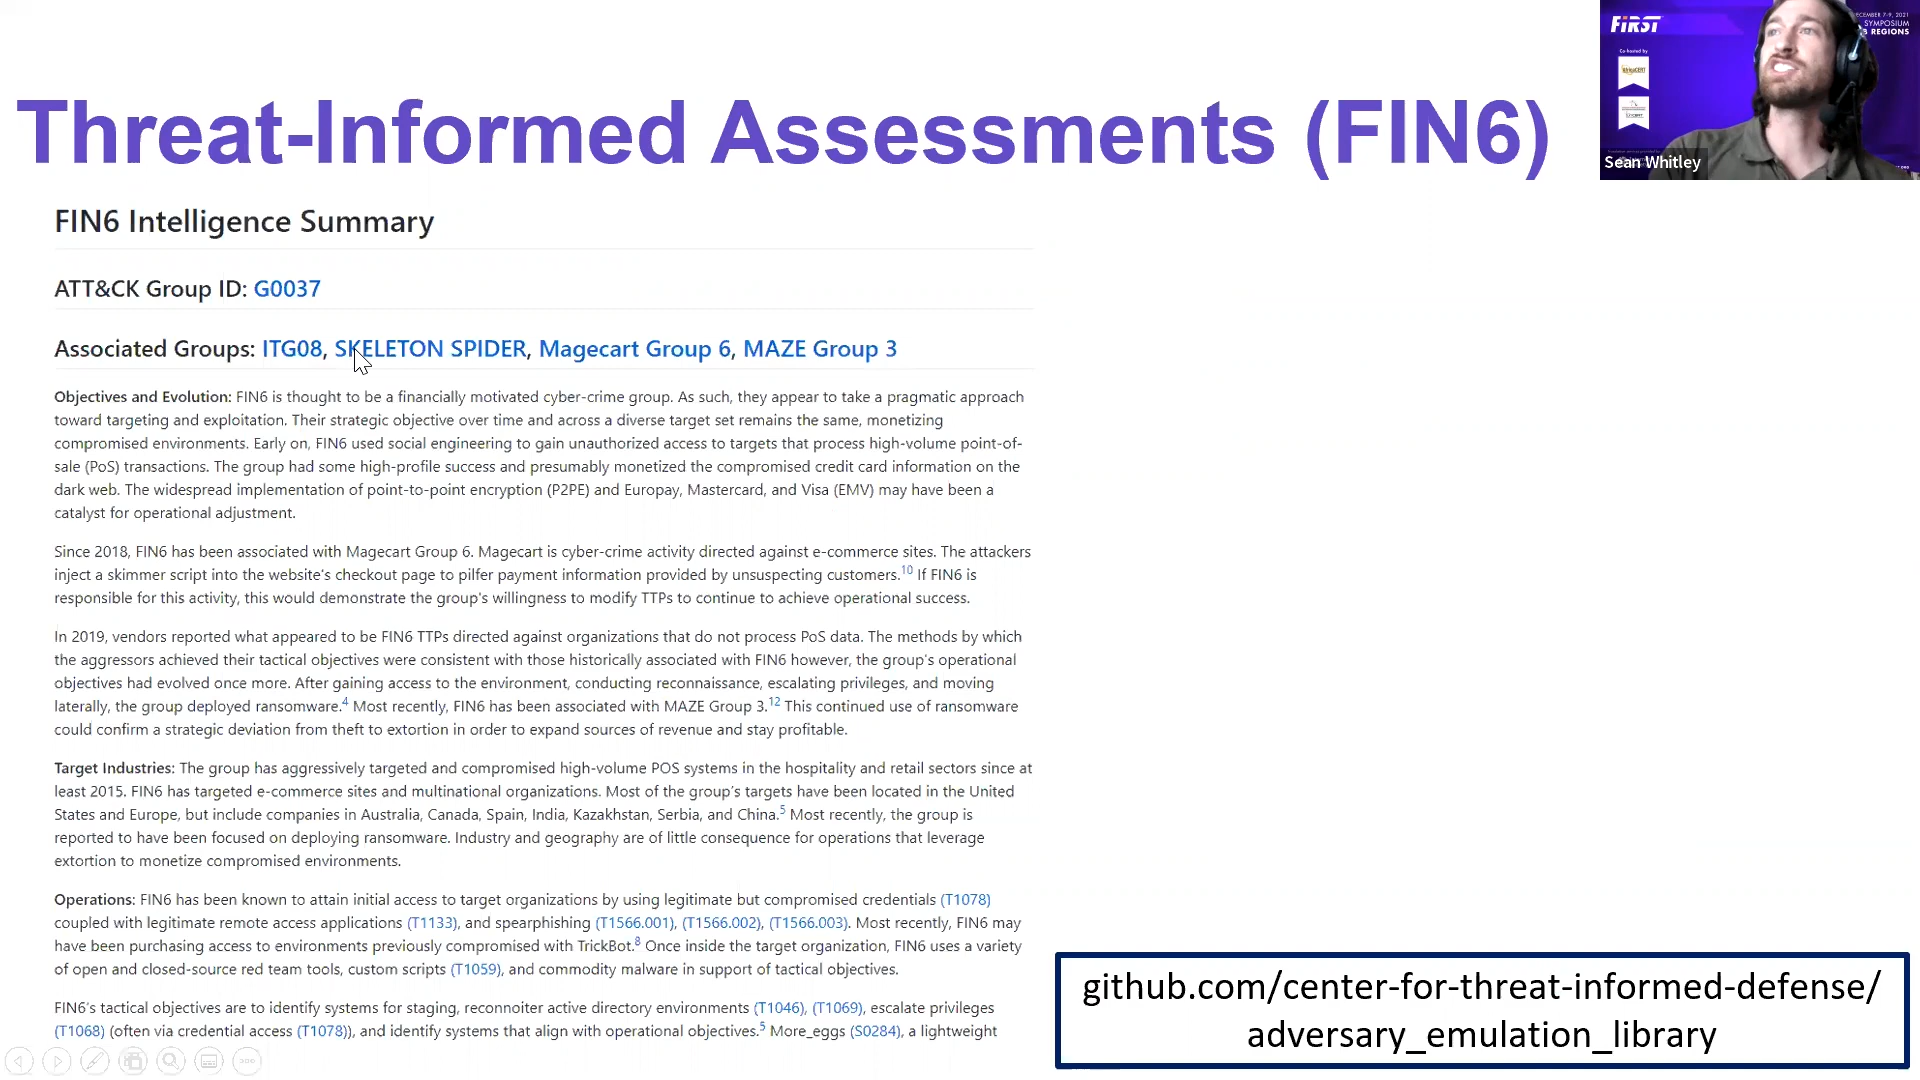 Threat-Informed Assessments (FIN6)
FIRST
DECEMBER 7-9, 2021
SYMPOSIUM
REGIONS
Co-hosted by
Sean Whitley
FIN6 Intelligence Summary
ATT&CK Group ID: G0037
Associated Groups: ITG08, SKELETON SPIDER, Magecart Group 6, MAZE Group 3
Objectives and Evolution: FIN6 is thought to be a financially motivated cyber-crime group. As such, they appear to take a pragmatic approach
toward targeting and exploitation. Their strategic objective over time and across a diverse target set remains the same, monetizing
compromised environments. Early on, FIN6 used social engineering to gain unauthorized access to targets that process high-volume point-of-
sale (PoS) transactions. The group had some high-profile success and presumably monetized the compromised credit card information on the
dark web. The widespread implementation of point-to-point encryption (P2PE) and Europay, Mastercard, and Visa (EMV) may have been a
catalyst for operational adjustment.
Since 2018, FIN6 has been associated with Magecart Group 6. Magecart is cyber-crime activity directed against e-commerce sites. The attackers
inject a skimmer script into the website's checkout page to pilfer payment information provided by unsuspecting customers.10 If FIN6 is
responsible for this activity, this would demonstrate the group's willingness to modify TTPs to continue to achieve operational success.
In 2019, vendors reported what appeared to be FIN6 TTPs directed against organizations that do not process PoS data. The methods by which
the aggressors achieved their tactical objectives were consistent with those historically associated with FIN6 however, the group's operational
objectives had evolved once more. After gaining access to the environment, conducting reconnaissance, escalating privileges, and moving
laterally, the group deployed ransomware.4 Most recently, FIN6 has been associated with MAZE Group 3.12 This continued use of ransomware
could confirm a strategic deviation from theft to extortion in order to expand sources of revenue and stay profitable.
Target Industries: The group has aggressively targeted and compromised high-volume POS systems in the hospitality and retail sectors since at
least 2015. FIN6 has targeted e-commerce sites and multinational organizations. Most of the group's targets have been located in the United
States and Europe, but include companies in Australia, Canada, Spain, India, Kazakhstan, Serbia, and China.5 Most recently, the group is
reported to have been focused on deploying ransomware. Industry and geography are of little consequence for operations that leverage
extortion to monetize compromised environments.
Operations: FIN6 has been known to attain initial access to target organizations by using legitimate but compromised credentials (T1078)
coupled with legitimate remote access applications (T1133), and spearphishing (T1566.001), (T1566.002), (T1566.003). Most recently, FIN6 may
have been purchasing access to environments previously compromised with TrickBot.8 Once inside the target organization, FIN6 uses a variety
of open and closed-source red team tools, custom scripts (T1059), and commodity malware in support of tactical objectives.
FIN6's tactical objectives are to identify systems for staging, reconnoiter active directory environments (T1046), (T1069), escalate privileges
(T1068) (often via credential access (T1078)), and identify systems that align with operational objectives.5 More_eggs (S0284), a lightweight
github.com/center-for-threat-informed-defense/
adversary_emulation_library